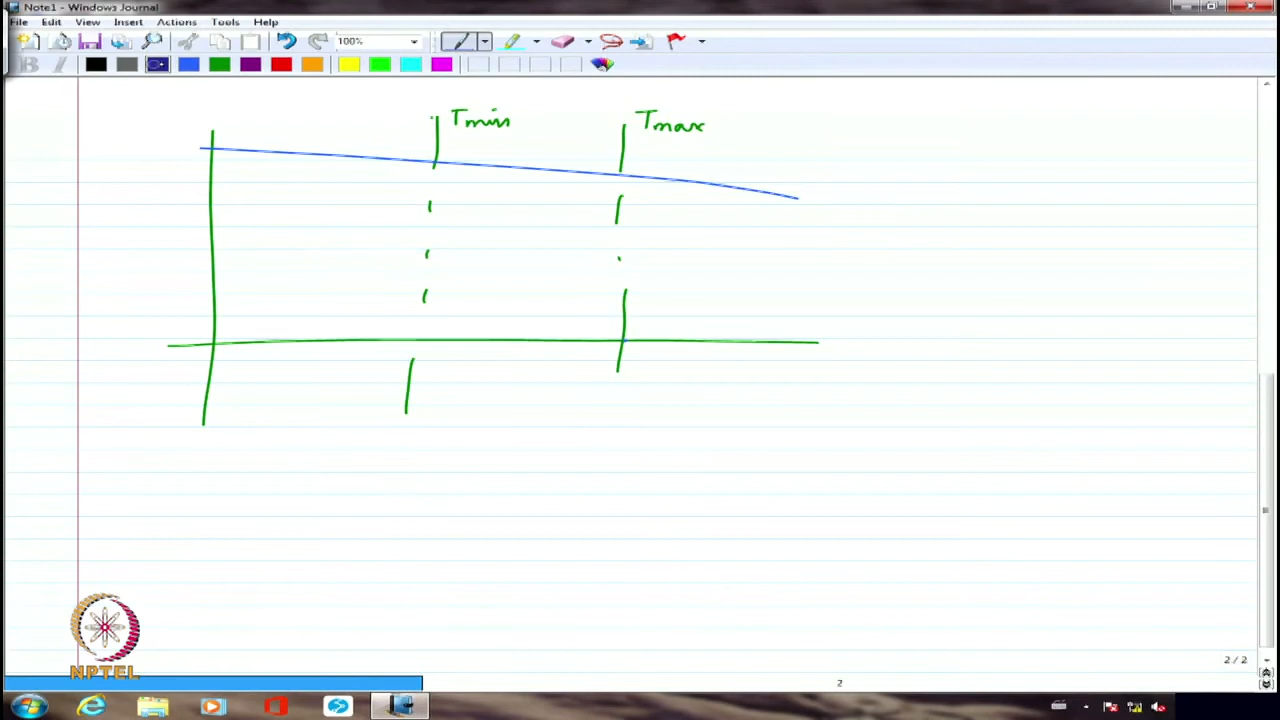 Note1 - Windows Journal
File Edit View Insert Actions Tools Help
100%
B I
Tmin Tmax
2 / 2
NPTEL
2